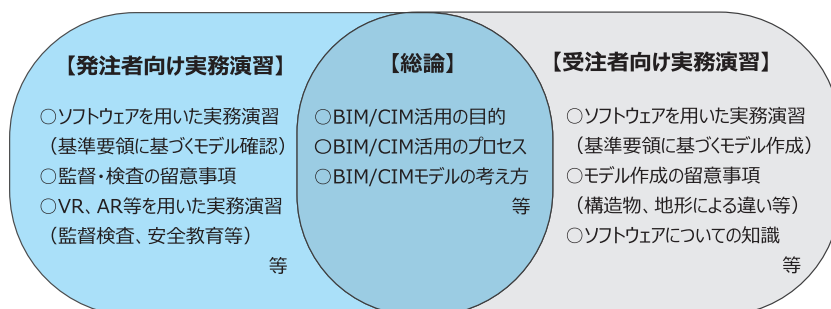 【発注者向け実務演習】
○ソフトウェアを用いた実務演習
（基準要領に基づくモデル確認）
○監督・検査の留意事項
○VR、AR等を用いた実務演習
（監督検査、安全教育等）
等
【総論】
○BIM/CIM活用の目的
○BIM/CIM活用のプロセス
○BIM/CIMモデルの考え方
等
【受注者向け実務演習】
○ソフトウェアを用いた実務演習
（基準要領に基づくモデル作成）
○モデル作成の留意事項
（構造物、地形による違い等）
○ソフトウェアについての知識
等